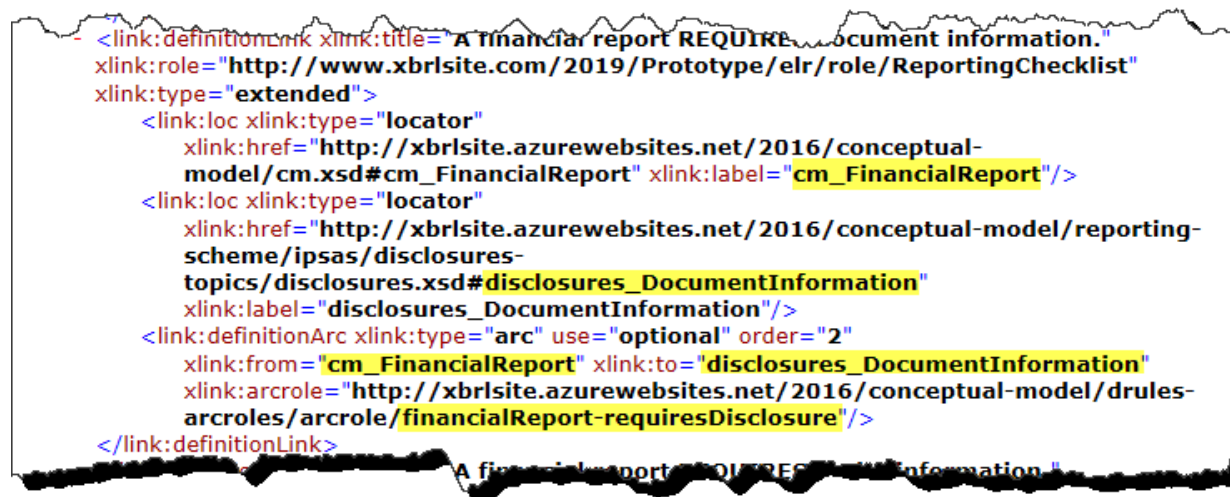 - <link:definitionLink xlink:title="A financial report REQUIRES document information."
xlink:role="http://www.xbrlsite.com/2019/Prototype/elr/role/ReportingChecklist"
xlink:type="extended">
<link:loc xlink:type="locator"
xlink:href="http://xbrlsite.azurewebsites.net/2016/conceptual-
model/cm.xsd#cm_FinancialReport" xlink:label="cm_FinancialReport"/>
<link:loc xlink:type="locator"
xlink:href="http://xbrlsite.azurewebsites.net/2016/conceptual-model/reporting-
scheme/ipsas/disclosures-
topics/disclosures.xsd#disclosures_DocumentInformation"
xlink:label="disclosures_DocumentInformation"/>
<link:definitionArc xlink:type="arc" use="optional" order="2"
xlink:from="cm_FinancialReport" xlink:to="disclosures_DocumentInformation"
xlink:arcrole="http://xbrlsite.azurewebsites.net/2016/conceptual-model/drules-
arcroles/arcrole/financialReport-requiresDisclosure"/>
</link:definitionLink>
A financial report REQUIRES information."